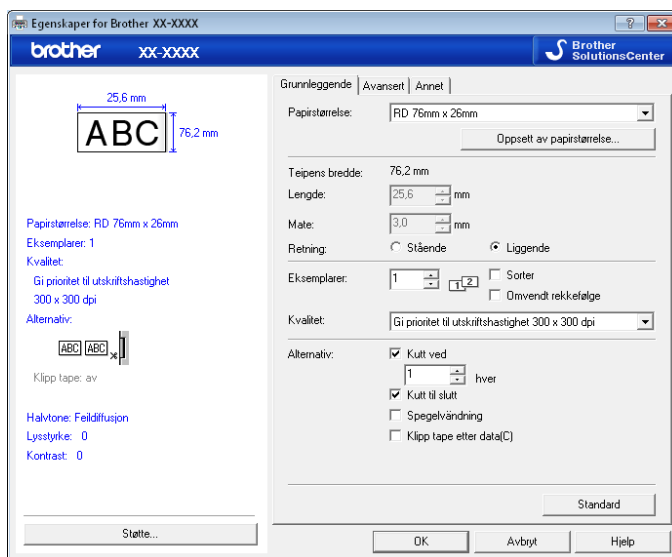 Egenskaper for Brother XX-XXXX
brother XX-XXXX
Brother
SolutionsCenter
25,6 mm
ABC
76,2 mm
Papirstørrelse: RD 76mm x 26mm
Eksemplarer: 1
Kvalitet:
Gi prioritet til utskriftshastighet
300 x 300 dpi
Alternativ:
ABC ABC
Klipp tape: av
Halvtone: Feildiffusjon
Lysstyrke: 0
Kontrast: 0
Støtte...
Grunnleggende Avansert Annet
Papirstørrelse: RD 76mm x 26mm
Oppsett av papirstørrelse...
Teipens bredde: 76,2 mm
Lengde: 25,6 mm
Mate: 3,0 mm
Retning: Stående Liggende
Eksemplarer: 1 1 2 Sorter
Omvendt rekkefølge
Kvalitet: Gi prioritet til utskriftshastighet 300 x 300 dpi
Alternativ: Kutt ved
1 hver
Kutt til slutt
Spegelvändning
Klipp tape etter data(C)
Standard
OK Avbryt Hjelp